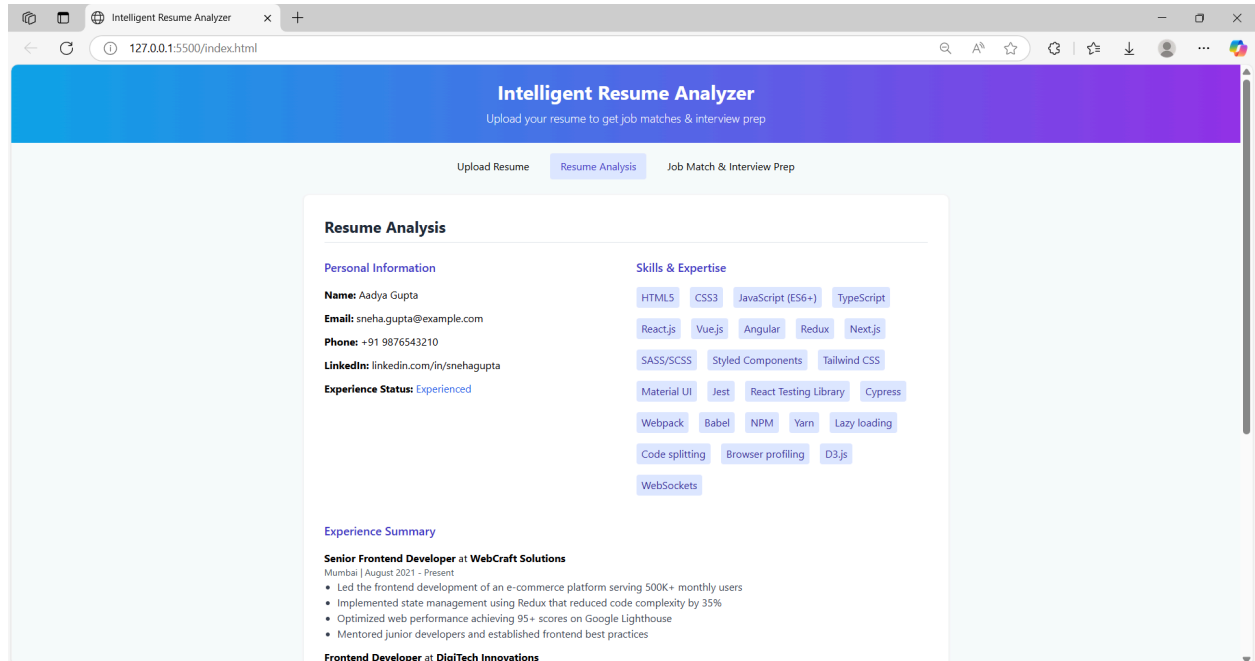 Intelligent Resume Analyzer
127.0.0.1:5500/index.html
Intelligent Resume Analyzer
Upload your resume to get job matches & interview prep
Upload Resume Resume Analysis Job Match & Interview Prep
Resume Analysis
Personal Information
Name: Aadya Gupta
Email: sneha.gupta@example.com
Phone: +91 9876543210
LinkedIn: linkedin.com/in/snehagupta
Experience Status: Experienced
Skills & Expertise
HTML5 CSS3 JavaScript (ES6+) TypeScript
React.js Vue.js Angular Redux Next.js
SASS/SCSS Styled Components Tailwind CSS
Material UI Jest React Testing Library Cypress
Webpack Babel NPM Yarn Lazy loading
Code splitting Browser profiling D3.js
WebSockets
Experience Summary
Senior Frontend Developer at WebCraft Solutions
Mumbai | August 2021 - Present
• Led the frontend development of an e-commerce platform serving 500K+ monthly users
• Implemented state management using Redux that reduced code complexity by 35%
• Optimized web performance achieving 95+ scores on Google Lighthouse
• Mentored junior developers and established frontend best practices
Frontend Developer at DigiTech Innovations